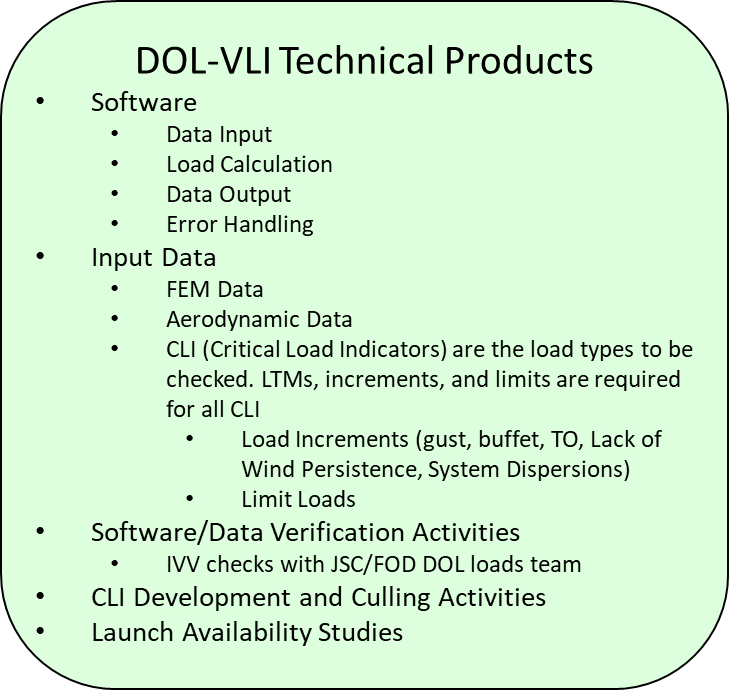 DOL-VLI Technical Products
• Software
• Data Input
• Load Calculation
• Data Output
• Error Handling
• Input Data
• FEM Data
• Aerodynamic Data
• CLI (Critical Load Indicators) are the load types to be
checked. LTMs, increments, and limits are required
for all CLI
• Load Increments (gust, buffet, TO, Lack of
Wind Persistence, System Dispersions)
• Limit Loads
• Software/Data Verification Activities
• IVV checks with JSC/FOD DOL loads team
• CLI Development and Culling Activities
• Launch Availability Studies